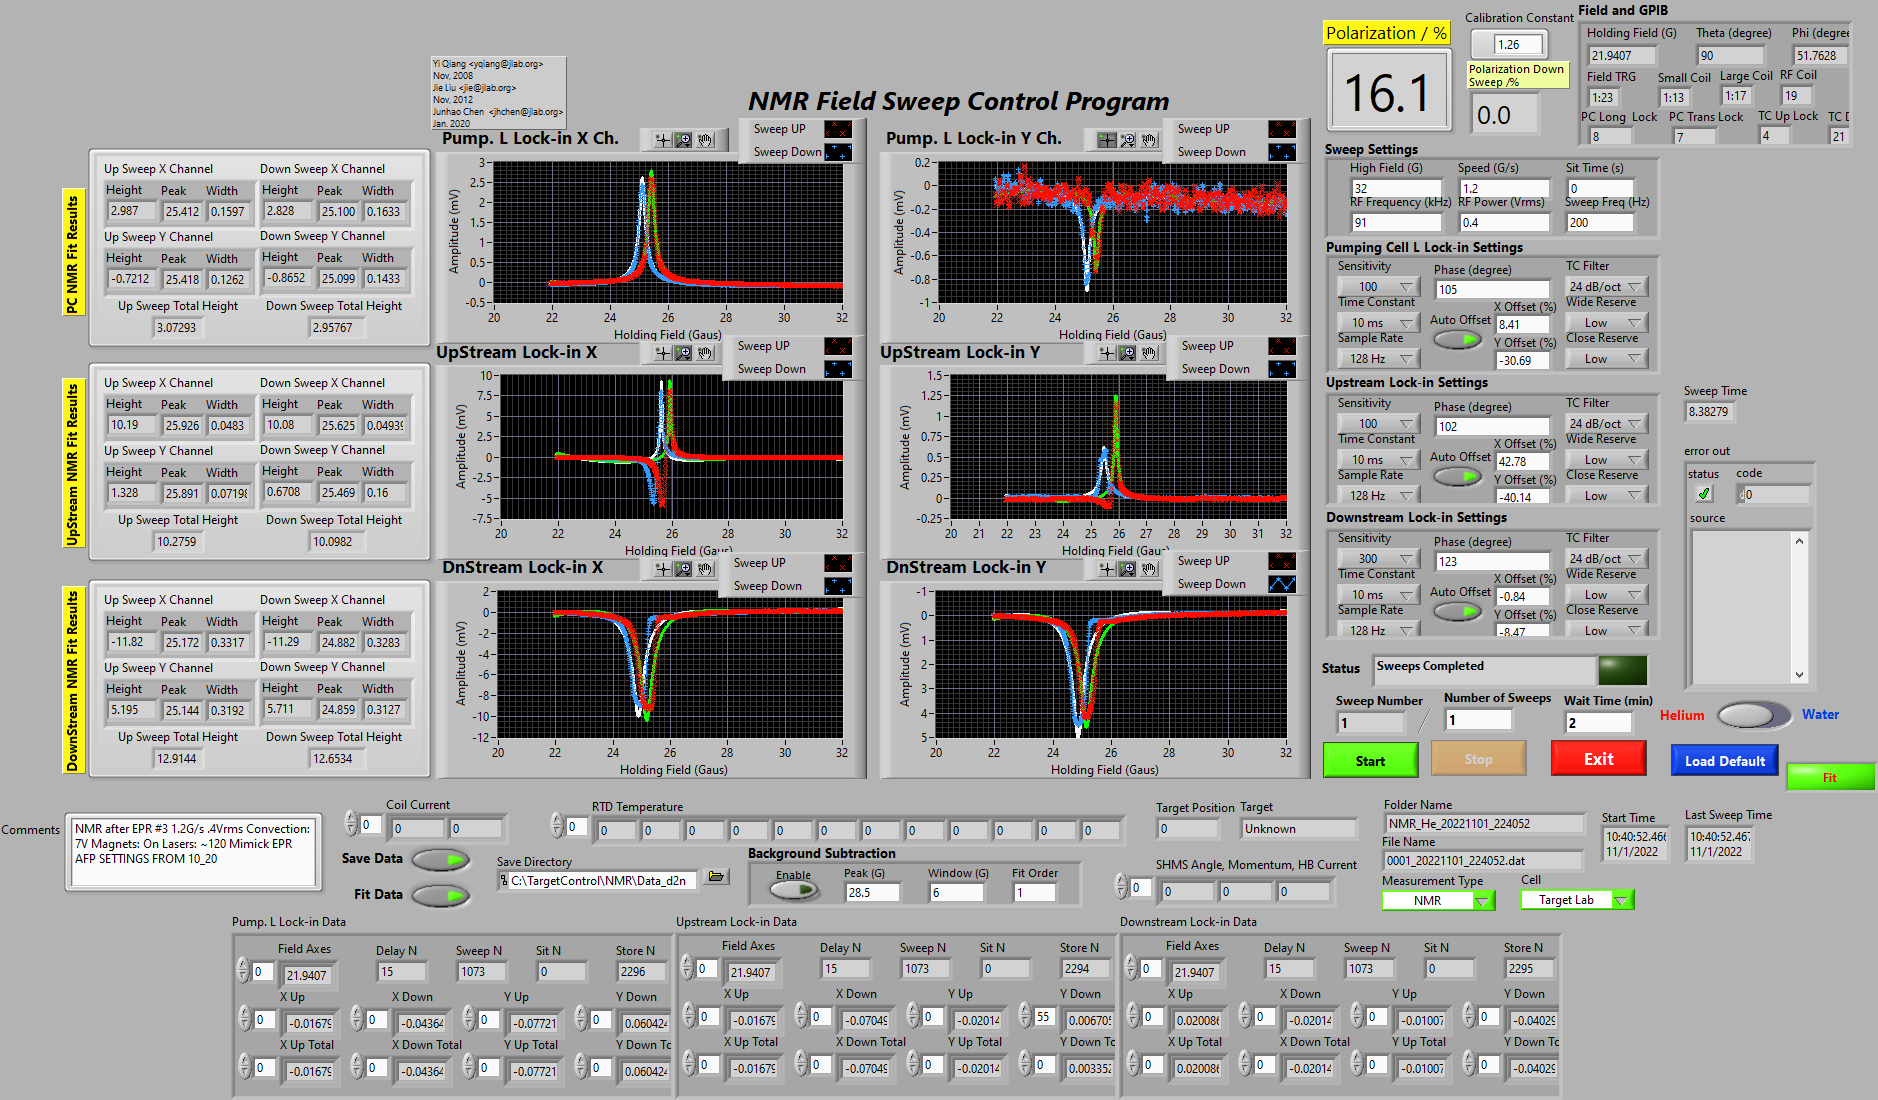 Yi Qiang <yqiang@jlab.org>
Nov, 2008
Jie Liu <jie@jlab.org>
Nov, 2012
Junhao Chen <jhchen@jlab.org>
Jan. 2020
NMR Field Sweep Control Program
Polarization / %
16.1
Calibration Constant
1.26
Polarization Down
Sweep /%
0.0
Field and GPIB
Holding Field (G) Theta (degree) Phi (degree
21.9407 90 51.7628
Field TRG Small Coil Large Coil RF Coil
1:23 1:13 1:17 19
PC Long Lock PC Trans Lock TC Up Lock TC D
8 7 4 21
PC NMR Fit Results
Up Sweep X Channel Down Sweep X Channel
Height Peak Width Height Peak Width
2.987 25.412 0.1597 2.828 25.100 0.1633
Up Sweep Y Channel Down Sweep Y Channel
Height Peak Width Height Peak Width
-0.7212 25.418 0.1262 -0.8652 25.099 0.1433
Up Sweep Total Height Down Sweep Total Height
3.07293 2.95767
UpStream NMR Fit Results
Up Sweep X Channel Down Sweep X Channel
Height Peak Width Height Peak Width
10.19 25.926 0.0483 10.08 25.625 0.04939
Up Sweep Y Channel Down Sweep Y Channel
Height Peak Width Height Peak Width
1.328 25.891 0.07198 0.6708 25.469 0.16
Up Sweep Total Height Down Sweep Total Height
10.2759 10.0982
DownStream NMR Fit Results
Up Sweep X Channel Down Sweep X Channel
Height Peak Width Height Peak Width
-11.82 25.172 0.3317 -11.29 24.882 0.3283
Up Sweep Y Channel Down Sweep Y Channel
Height Peak Width Height Peak Width
5.195 25.144 0.3192 5.711 24.859 0.3127
Up Sweep Total Height Down Sweep Total Height
12.9144 12.6534
Pump. L Lock-in X Ch.
Sweep UP
Sweep Down
Amplitude (mV)
3
2.5
2
1.5
1
0.5
0
-0.5
20 22 24 26 28 30 32
Holding Field (Gaus)
Pump. L Lock-in Y Ch.
Sweep UP
Sweep Down
Amplitude (mV)
0.2
0
-0.2
-0.4
-0.6
-0.8
-1
20 22 24 26 28 30 32
Holding Field (Gaus)
UpStream Lock-in X
Sweep UP
Sweep Down
Amplitude (mV)
10
7.5
5
2.5
0
-2.5
-5
-7.5
20 22 24 26 28 30 32
Holding Field (Gaus)
UpStream Lock-in Y
Sweep UP
Sweep Down
Amplitude (mV)
1.5
1.25
1
0.75
0.5
0.25
0
-0.25
20 21 22 23 24 25 26 27 28 29 30 31 32
Holding Field (Gaus)
DnStream Lock-in X
Sweep UP
Sweep Down
Amplitude (mV)
2
0
-2
-4
-6
-8
-10
-12
20 22 24 26 28 30 32
Holding Field (Gaus)
DnStream Lock-in Y
Sweep UP
Sweep Down
Amplitude (mV)
-1
0
1
2
3
4
5
20 22 24 26 28 30 32
Holding Field (Gaus)
Sweep Settings
High Field (G) Speed (G/s) Sit Time (s)
32 1.2 0
RF Frequency (kHz) RF Power (Vrms) Sweep Freq (Hz)
91 0.4 200
Pumping Cell L Lock-in Settings
Sensitivity Phase (degree) TC Filter
100 105 24 dB/oct
Time Constant X Offset (%) Wide Reserve
10 ms Auto Offset 8.41 Low
Sample Rate Y Offset (%) Close Reserve
128 Hz -30.69 Low
Upstream Lock-in Settings
Sensitivity Phase (degree) TC Filter
100 102 24 dB/oct
Time Constant X Offset (%) Wide Reserve
10 ms Auto Offset 42.78 Low
Sample Rate Y Offset (%) Close Reserve
128 Hz -40.14 Low
Downstream Lock-in Settings
Sensitivity Phase (degree) TC Filter
300 123 24 dB/oct
Time Constant X Offset (%) Wide Reserve
10 ms Auto Offset -0.84 Low
Sample Rate Y Offset (%) Close Reserve
128 Hz -8.47 Low
Sweep Time
8.38279
error out
status code
0
source
Status Sweeps Completed
Sweep Number Number of Sweeps Wait Time (min)
1 / 1 2
Helium Water
Start Stop Exit Load Default Fit
Comments
NMR after EPR #3 1.2G/s .4Vrms Convection:
7V Magnets: On Lasers: ~120 Mimick EPR
AFP SETTINGS FROM 10_20
Coil Current
0 0 0
Save Data
Fit Data
RTD Temperature
0 0 0 0 0 0 0 0 0 0 0 0 0
Save Directory
C:\TargetControl\NMR\Data_d2n
Background Subtraction
Enable Peak (G) Window (G) Fit Order
28.5 6 1
Target Position Target
0 Unknown
SHMS Angle, Momentum, HB Current
0 0 0 0
Folder Name
NMR_He_20221101_224052
File Name
0001_20221101_224052.dat
Measurement Type Cell
NMR Target Lab
Start Time Last Sweep Time
10:40:52.466 10:40:52.467
11/1/2022 11/1/2022
Pump. L Lock-in Data
Field Axes Delay N Sweep N Sit N Store N
0 21.9407 15 1073 0 2296
X Up X Down Y Up Y Down
0 -0.01679 0 -0.04364 0 -0.07721 0 0.060424
X Up Total X Down Total Y Up Total Y Down To
0 -0.01679 0 -0.04364 0 -0.07721 0 0.060424
Upstream Lock-in Data
Field Axes Delay N Sweep N Sit N Store N
0 21.9407 15 1073 0 2294
X Up X Down Y Up Y Down
0 -0.01679 0 -0.07049 0 -0.02014 55 0.006705
X Up Total X Down Total Y Up Total Y Down To
0 -0.01679 0 -0.07049 0 -0.02014 0 0.003352
Downstream Lock-in Data
Field Axes Delay N Sweep N Sit N Store N
0 21.9407 15 1073 0 2295
X Up X Down Y Up Y Down
0 0.020086 0 -0.02014 0 -0.01007 0 -0.04029
X Up Total X Down Total Y Up Total Y Down To
0 0.020086 0 -0.02014 0 -0.01007 0 -0.04029